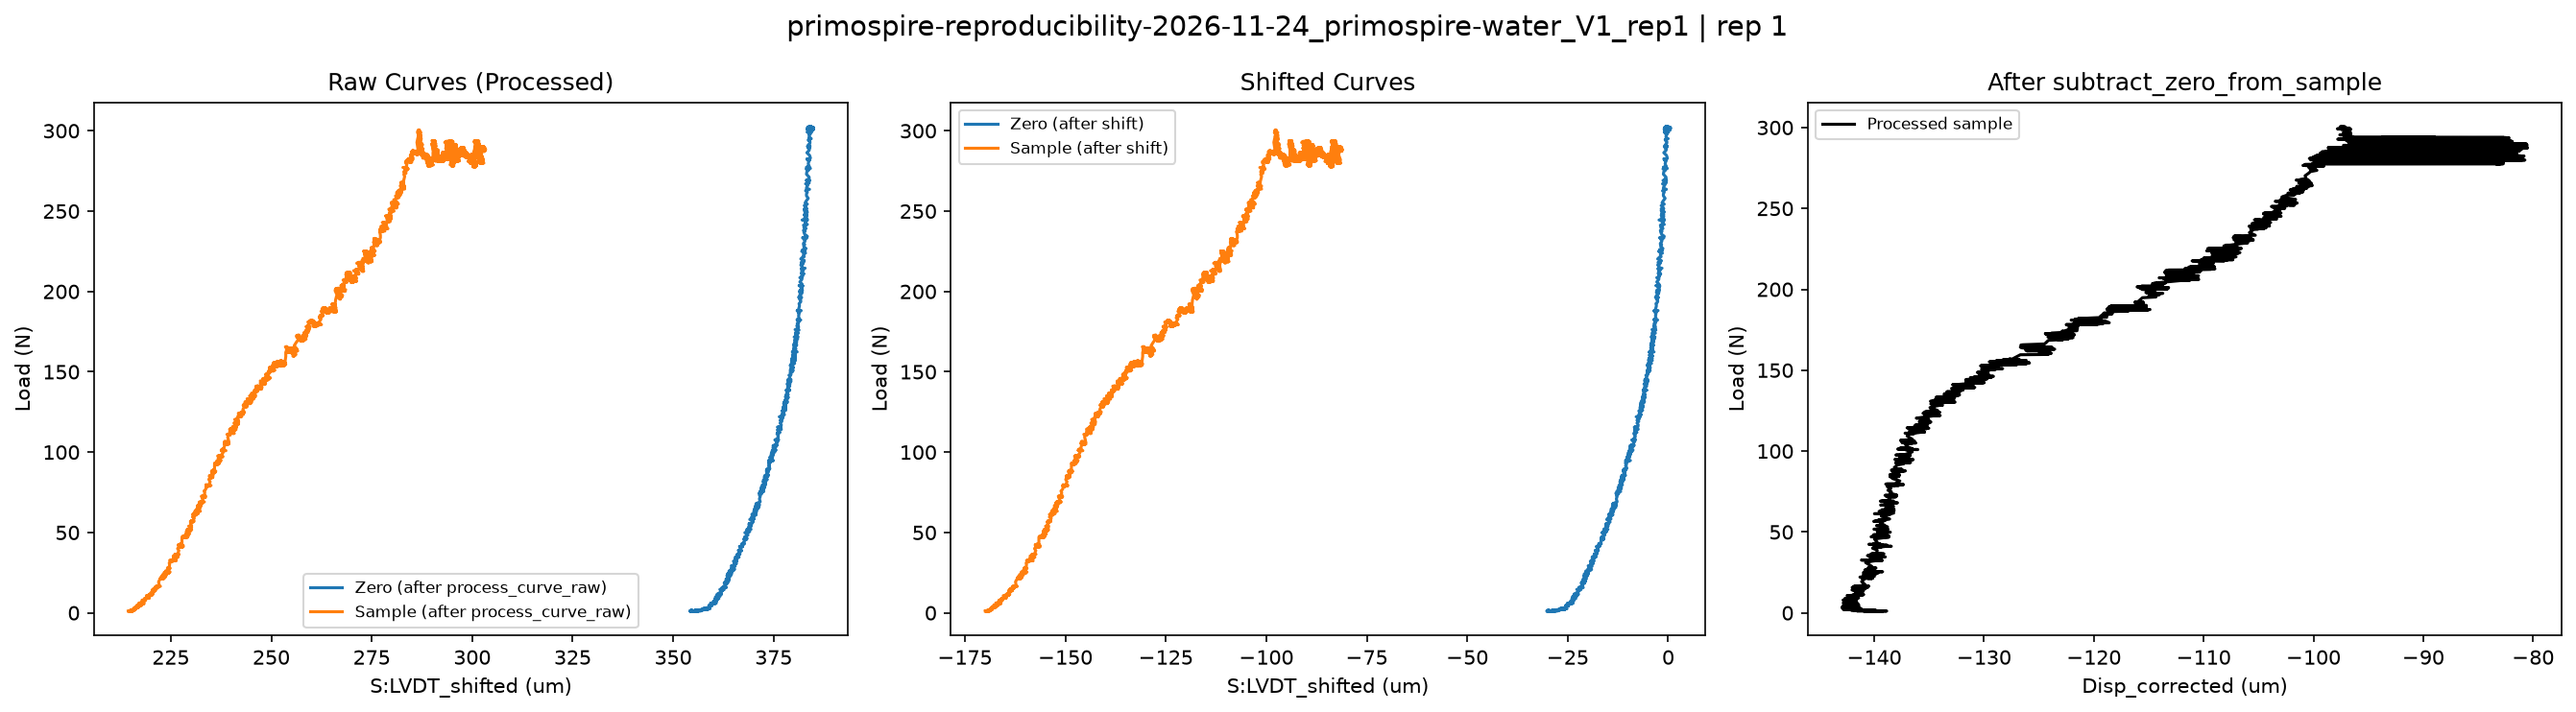 primospire-reproducibility-2026-11-24_primospire-water_V1_rep1 | rep 1
Raw Curves (Processed)
300
250
200
150
100
50
0
Load (N)
Zero (after process_curve_raw)
Sample (after process_curve_raw)
225 250 275 300 325 350 375
S:LVDT_shifted (um)
Shifted Curves
Zero (after shift)
Sample (after shift)
300
250
200
150
100
50
0
Load (N)
−175 −150 −125 −100 −75 −50 −25 0
S:LVDT_shifted (um)
After subtract_zero_from_sample
Processed sample
300
250
200
150
100
50
0
Load (N)
−140 −130 −120 −110 −100 −90 −80
Disp_corrected (um)